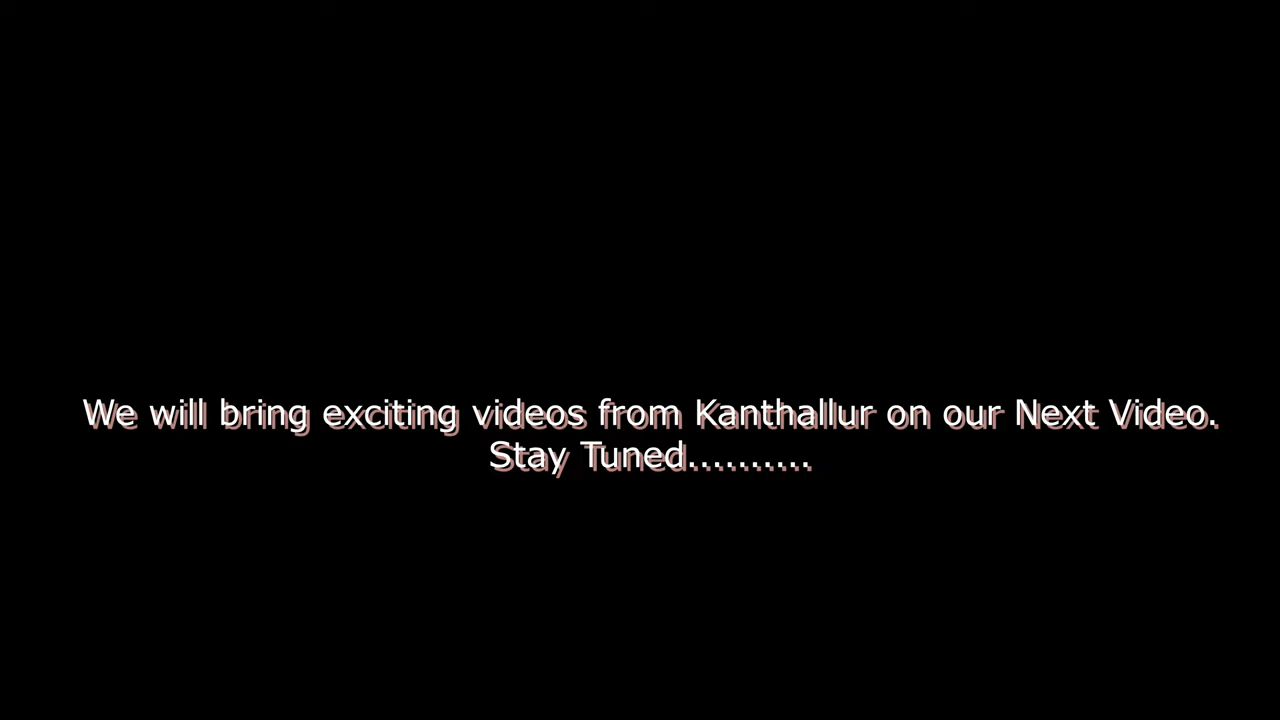 We will bring exciting videos from Kanthallur on our Next Video.
Stay Tuned..........